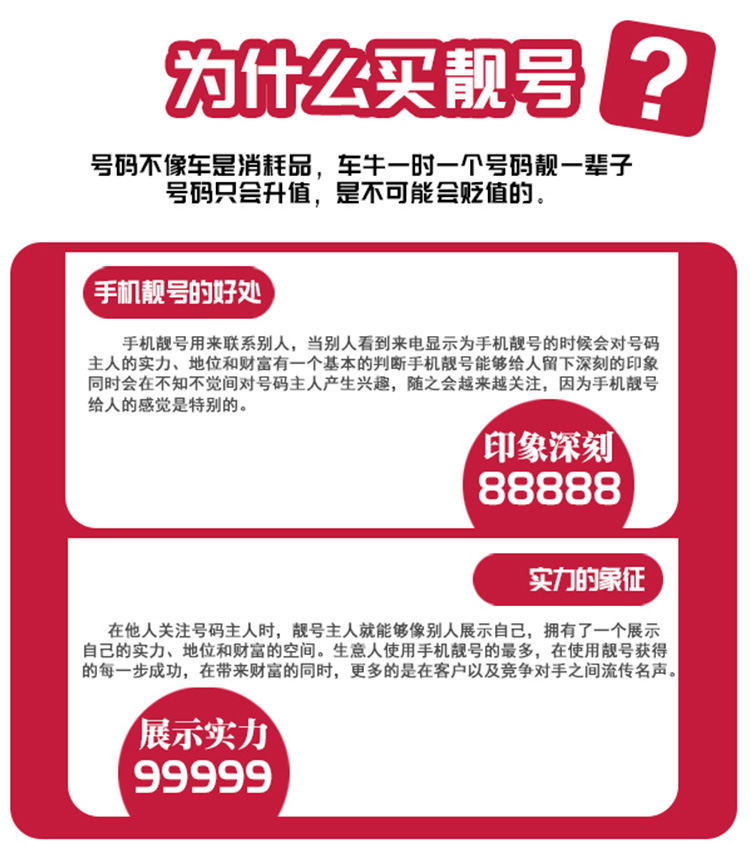 为什么买靓号?
号码不像车是消耗品，车牛一时一个号码靓一辈子
号码只会升值，是不可能会贬值的。
手机靓号的好处
手机靓号用来联系别人，当别人看到来电显示为手机靓号的时候会对号码
主人的实力、地位和财富有一个基本的判断手机靓号能够给人留下深刻的印象
同时会在不知不觉间对号码主人产生兴趣，随之会越来越关注，因为手机靓号
给人的感觉是特别的。
印象深刻
88888
实力的象征
在他人关注号码主人时，靓号主人就能够像别人展示自己，拥有了一个展示
自己的实力、地位和财富的空间。生意人使用手机靓号的最多，在使用靓号获得
的每一步成功，在带来财富的同时，更多的是在客户以及竞争对手之间流传名声。
展示实力
99999